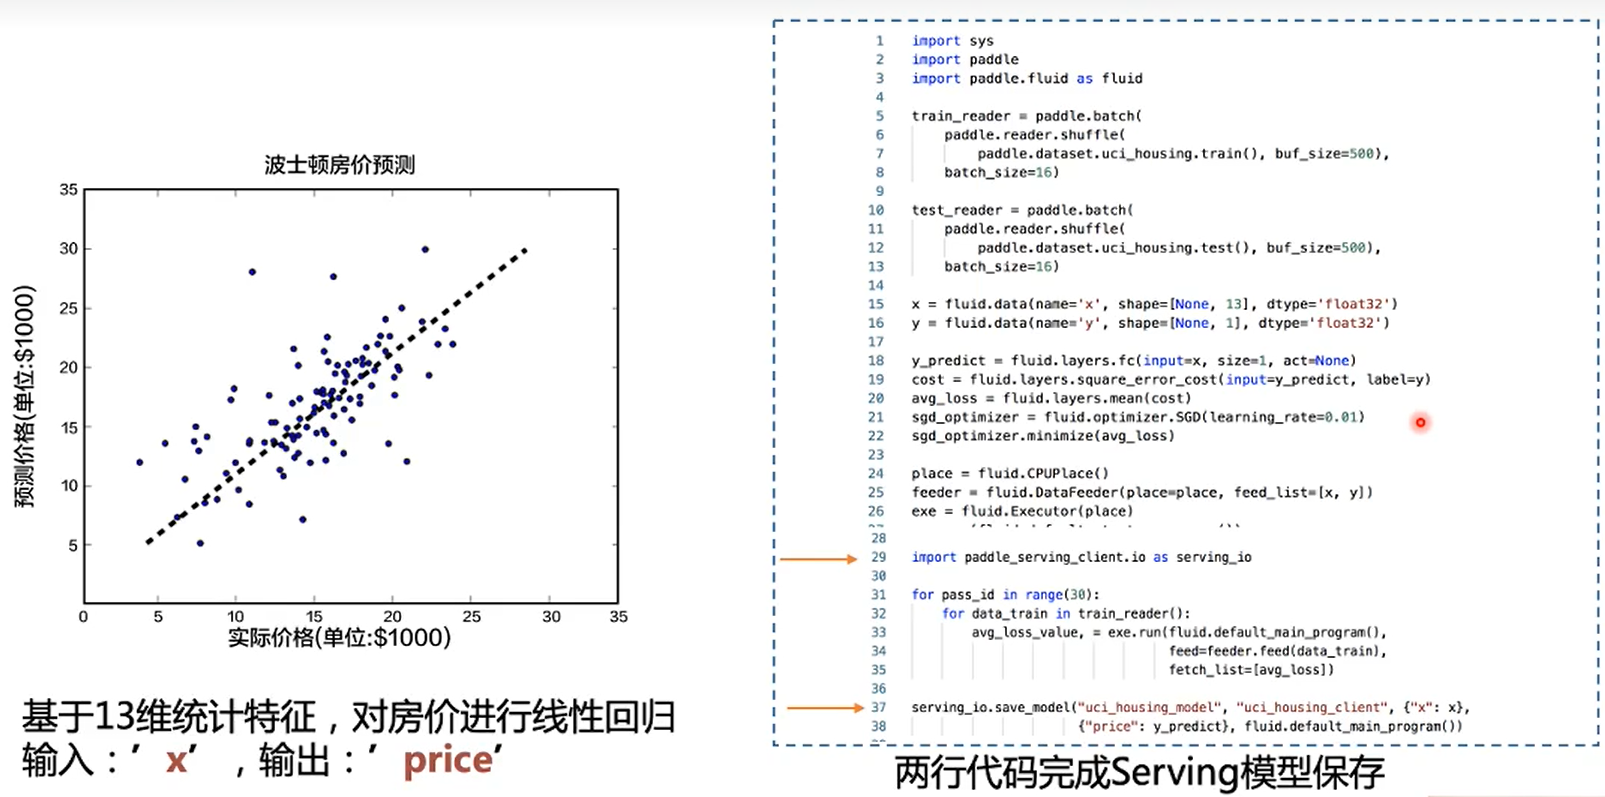 波士顿房价预测
35
30
25
20
15
10
5
0 5 10 15 20 25 30 35
预测价格(单位:$1000)
实际价格(单位:$1000)
基于13维统计特征，对房价进行线性回归
输入：’x’，输出：’price‘
1 import sys
2 import paddle
3 import paddle.fluid as fluid
4
5 train_reader = paddle.batch(
6 paddle.reader.shuffle(
7 paddle.dataset.uci_housing.train(), buf_size=500),
8 batch_size=16)
9
10 test_reader = paddle.batch(
11 paddle.reader.shuffle(
12 paddle.dataset.uci_housing.test(), buf_size=500),
13 batch_size=16)
14
15 x = fluid.data(name='x', shape=[None, 13], dtype='float32')
16 y = fluid.data(name='y', shape=[None, 1], dtype='float32')
17
18 y_predict = fluid.layers.fc(input=x, size=1, act=None)
19 cost = fluid.layers.square_error_cost(input=y_predict, label=y)
20 avg_loss = fluid.layers.mean(cost)
21 sgd_optimizer = fluid.optimizer.SGD(learning_rate=0.01)
22 sgd_optimizer.minimize(avg_loss)
23
24 place = fluid.CPUPlace()
25 feeder = fluid.DataFeeder(place=place, feed_list=[x, y])
26 exe = fluid.Executor(place)
28
29 import paddle_serving_client.io as serving_io
30
31 for pass_id in range(30):
32 for data_train in train_reader():
33 avg_loss_value, = exe.run(fluid.default_main_program(),
34 feed=feeder.feed(data_train),
35 fetch_list=[avg_loss])
36
37 serving_io.save_model("uci_housing_model", "uci_housing_client", {"x": x},
38 {"price": y_predict}, fluid.default_main_program())
两行代码完成Serving模型保存